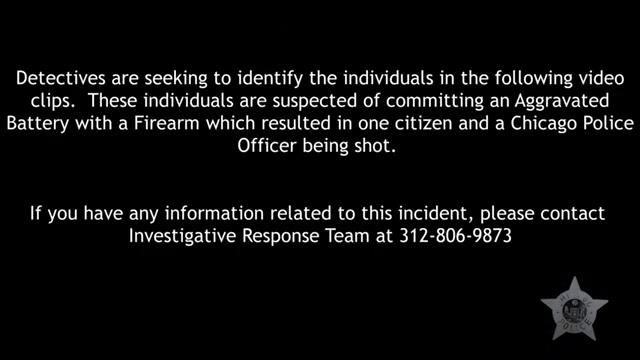 Detectives are seeking to identify the individuals in the following video
clips.  These individuals are suspected of committing an Aggravated
Battery with a Firearm which resulted in one citizen and a Chicago Police
Officer being shot.
If you have any information related to this incident, please contact
Investigative Response Team at 312-806-9873